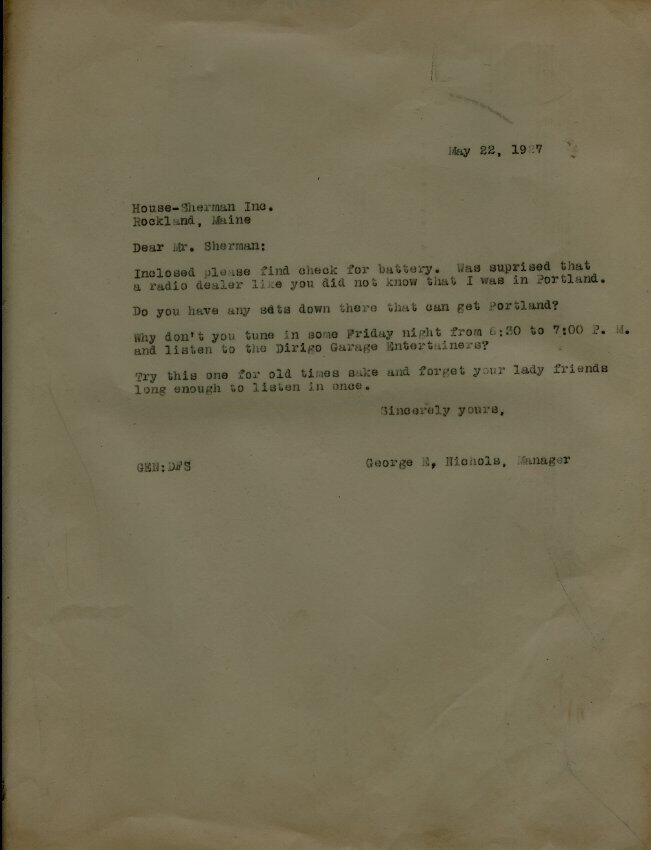 May 22, 1927
House-Sherman Inc.
Rockland, Maine
Dear Mr. Sherman:
Inclosed please find check for battery. Was suprised that
a radio dealer like you did not know that I was in Portland.
Do you have any sets down there that can get Portland?
Why don't you tune in some Friday night from 6:30 to 7:00 P. M.
and listen to the Dirigo Garage Entertainers?
Try this one for old times sake and forget your lady friends
long enough to listen in once.
Sincerely yours,
GEN:DFS George E. Nichols, Manager